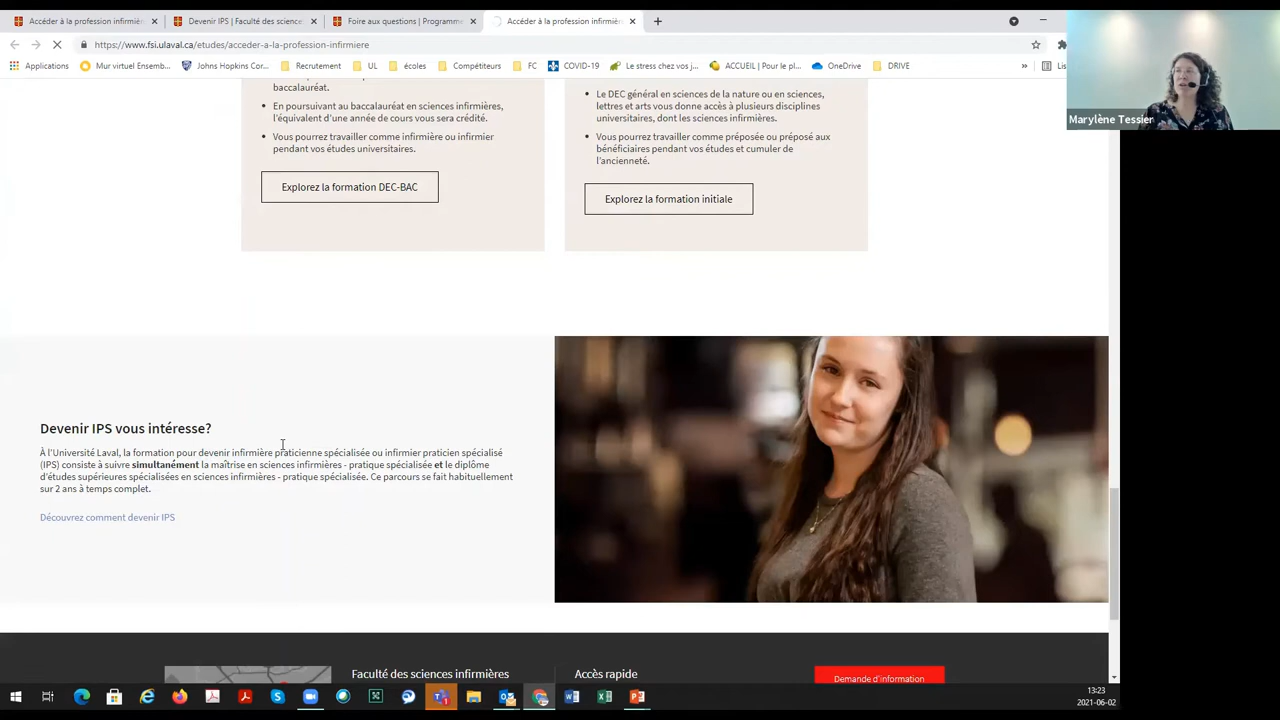 Accéder à la profession infirmiè
Devenir IPS | Faculté des science
Foire aux questions | Programme
Accéder à la profession infirmiè
https://www.fsi.ulaval.ca/etudes/acceder-a-la-profession-infirmiere
Applications
Mur virtuel Ensemb...
Johns Hopkins Cor...
Recrutement
UL
écoles
Compétiteurs
FC
COVID-19
Le stress chez vos j...
ACCUEIL | Pour le pl...
OneDrive
DRIVE
»
Lis
Marylène Tessier
baccalauréat.
En poursuivant au baccalauréat en sciences infirmières,
l'équivalent d'une année de cours vous sera crédité.
Vous pourrez travailler comme infirmière ou infirmier
pendant vos études universitaires.
Explorez la formation DEC-BAC
Le DEC général en sciences de la nature ou en sciences,
lettres et arts vous donne accès à plusieurs disciplines
universitaires, dont les sciences infirmières.
Vous pourrez travailler comme préposée ou préposé aux
bénéficiaires pendant vos études et cumuler de
l'ancienneté.
Explorez la formation initiale
Devenir IPS vous intéresse?
À l'Université Laval, la formation pour devenir infirmière praticienne spécialisée ou infirmier praticien spécialisé
(IPS) consiste à suivre simultanément la maîtrise en sciences infirmières - pratique spécialisée et le diplôme
d'études supérieures spécialisées en sciences infirmières - pratique spécialisée. Ce parcours se fait habituellement
sur 2 ans à temps complet.
Découvrez comment devenir IPS
Faculté des sciences infirmières
Accès rapide
Demande d'information
13:23
2021-06-02